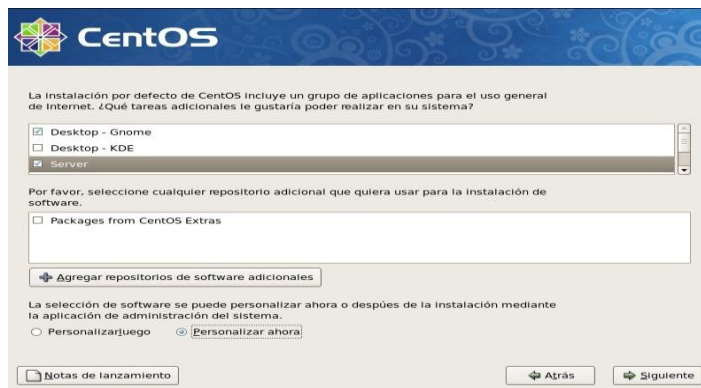 CentOS
La instalación por defecto de CentOS incluye un grupo de aplicaciones para el uso general
de Internet. ¿Qué tareas adicionales le gustaría poder realizar en su sistema?
Desktop - Gnome
Desktop - KDE
Server
Por favor, seleccione cualquier repositorio adicional que quiera usar para la instalación de
software.
Packages from CentOS Extras
Agregar repositorios de software adicionales
La selección de software se puede personalizar ahora o despúes de la instalación mediante
la aplicación de administración del sistema.
Personalizar luego Personalizar ahora
Notas de lanzamiento Atrás Siguiente